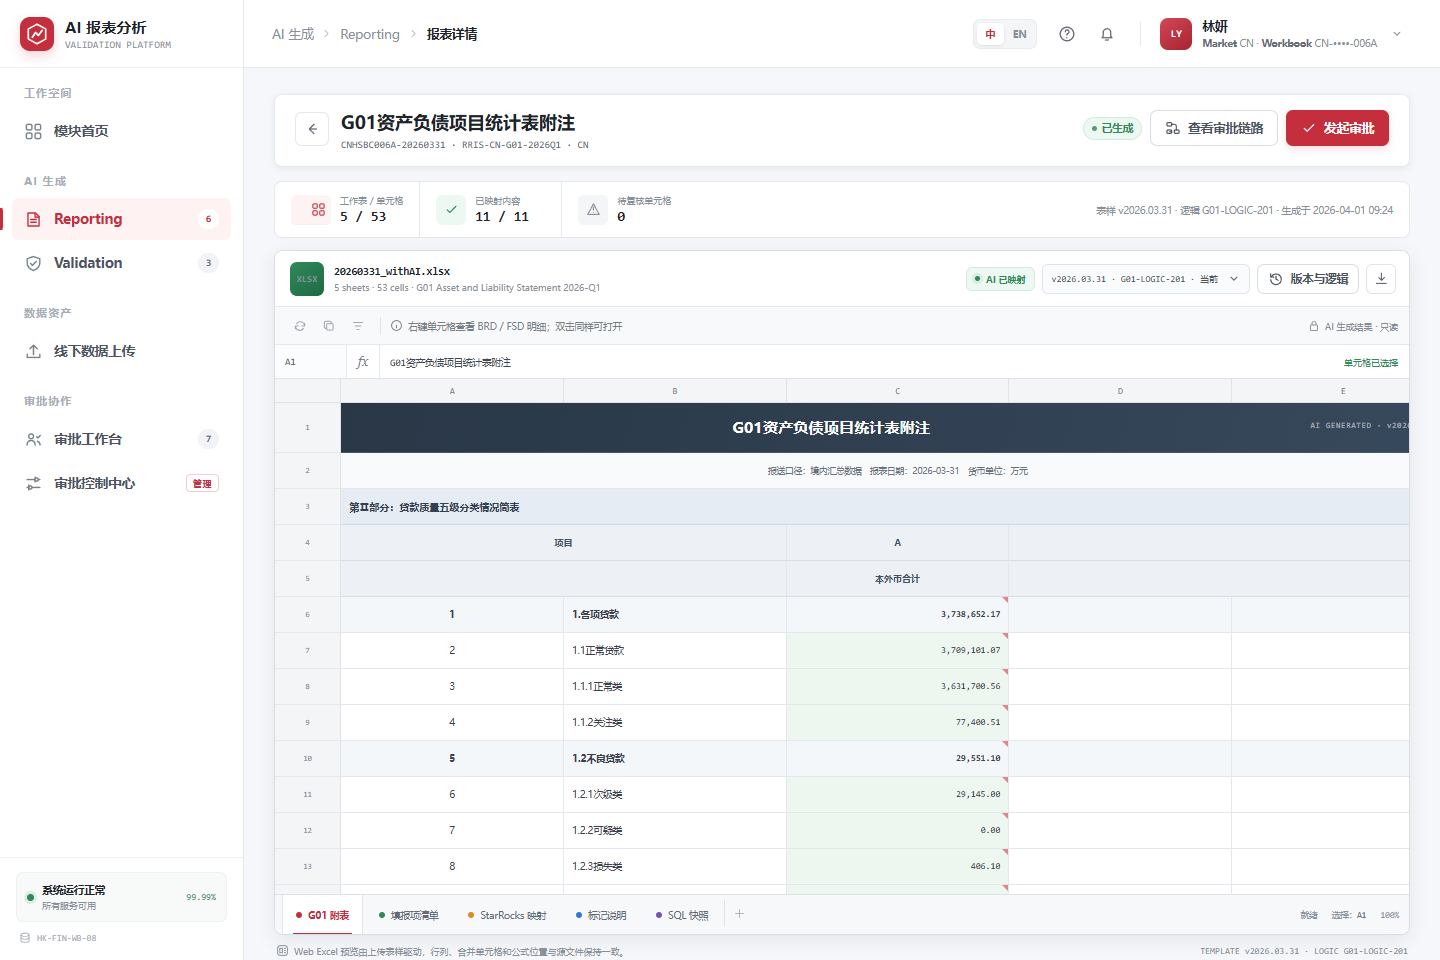 AI 报表分析
VALIDATION PLATFORM
工作空间
模块首页
AI 生成
Reporting
6
Validation
3
数据资产
线下数据上传
审批协作
审批工作台
7
审批控制中心
管理
系统运行正常
所有服务可用
99.99%
HK-FIN-WB-08
AI 生成
Reporting
报表详情
中
EN
LY
林妍
Market CN · Workbook CN-••••-006A
G01资产负债项目统计表附注
CNHSBC006A-20260331 · RRIS-CN-G01-2026Q1 · CN
已生成
查看审批链路
发起审批
工作表 / 单元格
5 / 53
已映射内容
11 / 11
待复核单元格
0
表样 v2026.03.31 · 逻辑 G01-LOGIC-201 · 生成于 2026-04-01 09:24
XLSX
20260331_withAI.xlsx
5 sheets · 53 cells · G01 Asset and Liability Statement 2026-Q1
AI 已映射
v2026.03.31 · G01-LOGIC-201 · 当前
版本与逻辑
右键单元格查看 BRD / FSD 明细；双击同样可打开
AI 生成结果 · 只读
A1
fx
G01资产负债项目统计表附注
单元格已选择
A
B
C
D
E
1
G01资产负债项目统计表附注
AI GENERATED · v202
2
报送口径：境内汇总数据 报表日期：2026-03-31 货币单位：万元
3
第II部分：贷款质量五级分类情况简表
4
项目
A
5
本外币合计
6
1
1.各项贷款
3,738,652.17
7
2
1.1正常贷款
3,709,101.07
8
3
1.1.1正常类
3,631,700.56
9
4
1.1.2关注类
77,400.51
10
5
1.2不良贷款
29,551.10
11
6
1.2.1次级类
29,145.00
12
7
1.2.2可疑类
0.00
13
8
1.2.3损失类
406.10
G01 附表
填报项清单
StarRocks 映射
标记说明
SQL 快照
就绪
选择：A1
100%
Web Excel 预览由上传表样驱动，行列、合并单元格和公式位置与源文件保持一致。
TEMPLATE v2026.03.31 · LOGIC G01-LOGIC-201